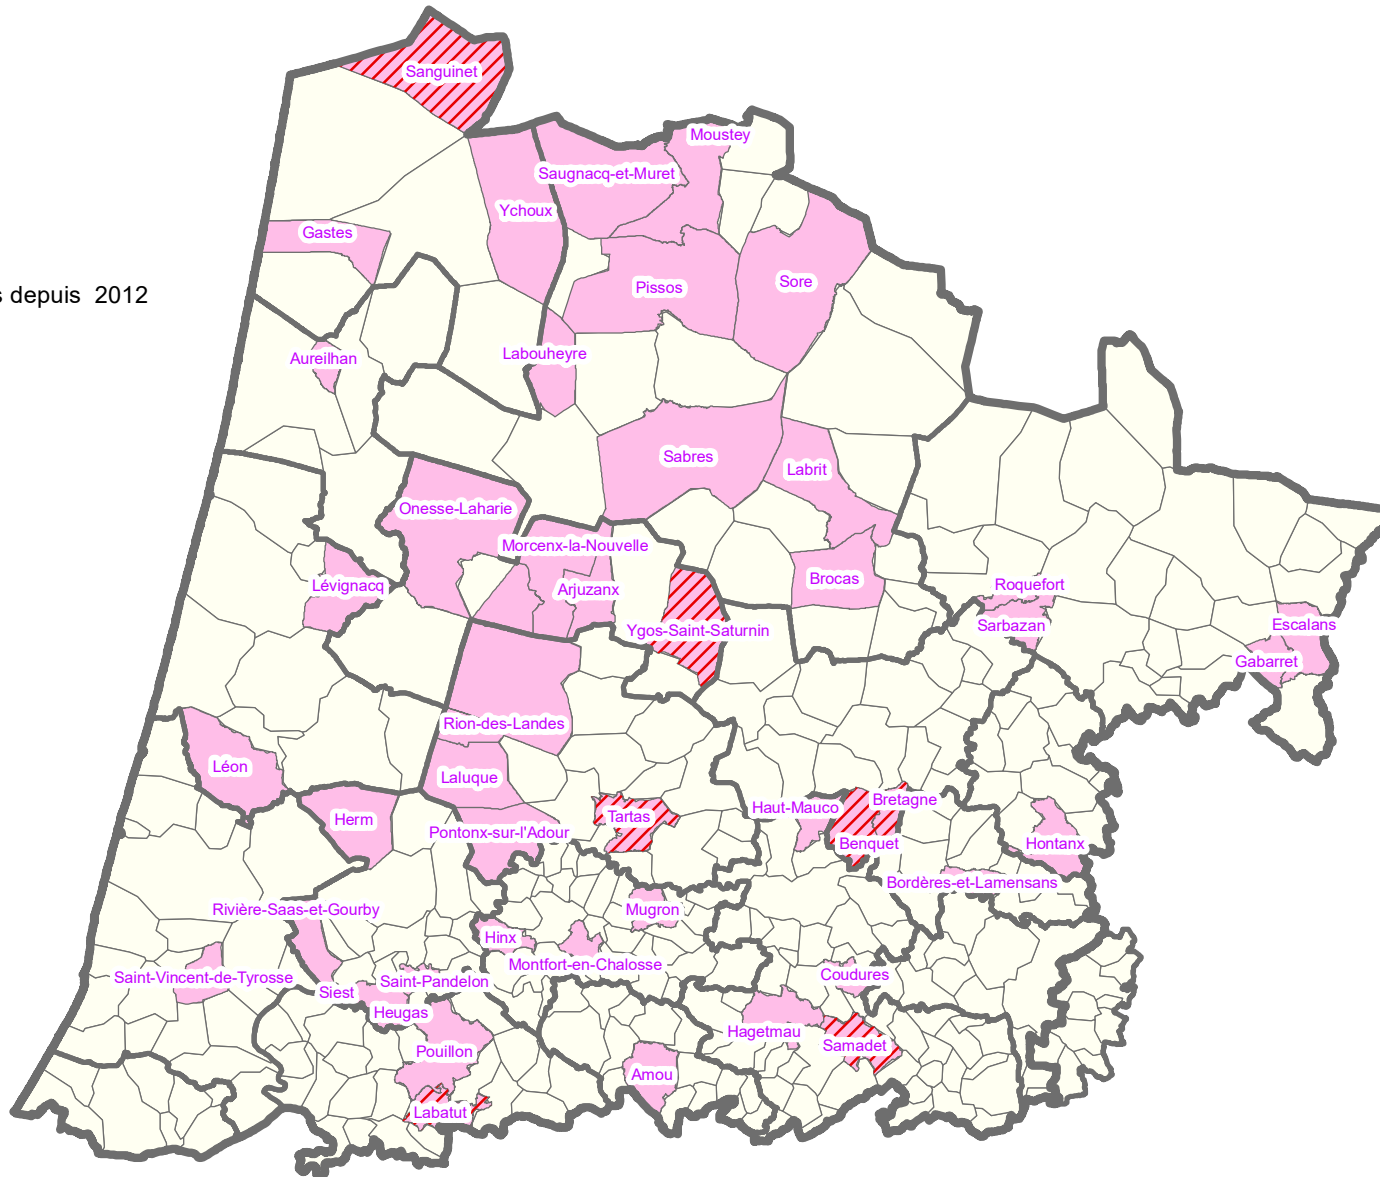 Sanguinet
Moustey
Saugnacq-et-Muret
Ychoux
Gastes
Pissos
Sore
s depuis 2012
Labouheyre
Aureilhan
Sabres
Labrit
Onesse-Laharie
Morcenx-la-Nouvelle
Brocas
Lévignacq
Arjuzanx
Roquefort
Sarbazan
Escalans
Ygos-Saint-Saturnin
Gabarret
Rion-des-Landes
Léon
Laluque
Haut-Mauco
Bretagne
Herm
Tartas
Pontonx-sur-l'Adour
Benquet
Hontanx
Bordères-et-Lamensans
Rivière-Saas-et-Gourby
Mugron
Hinx
Montfort-en-Chalosse
Saint-Vincent-de-Tyrosse
Saint-Pandelon
Coudures
Siest
Heugas
Hagetmau
Samadet
Pouillon
Amou
Labatut